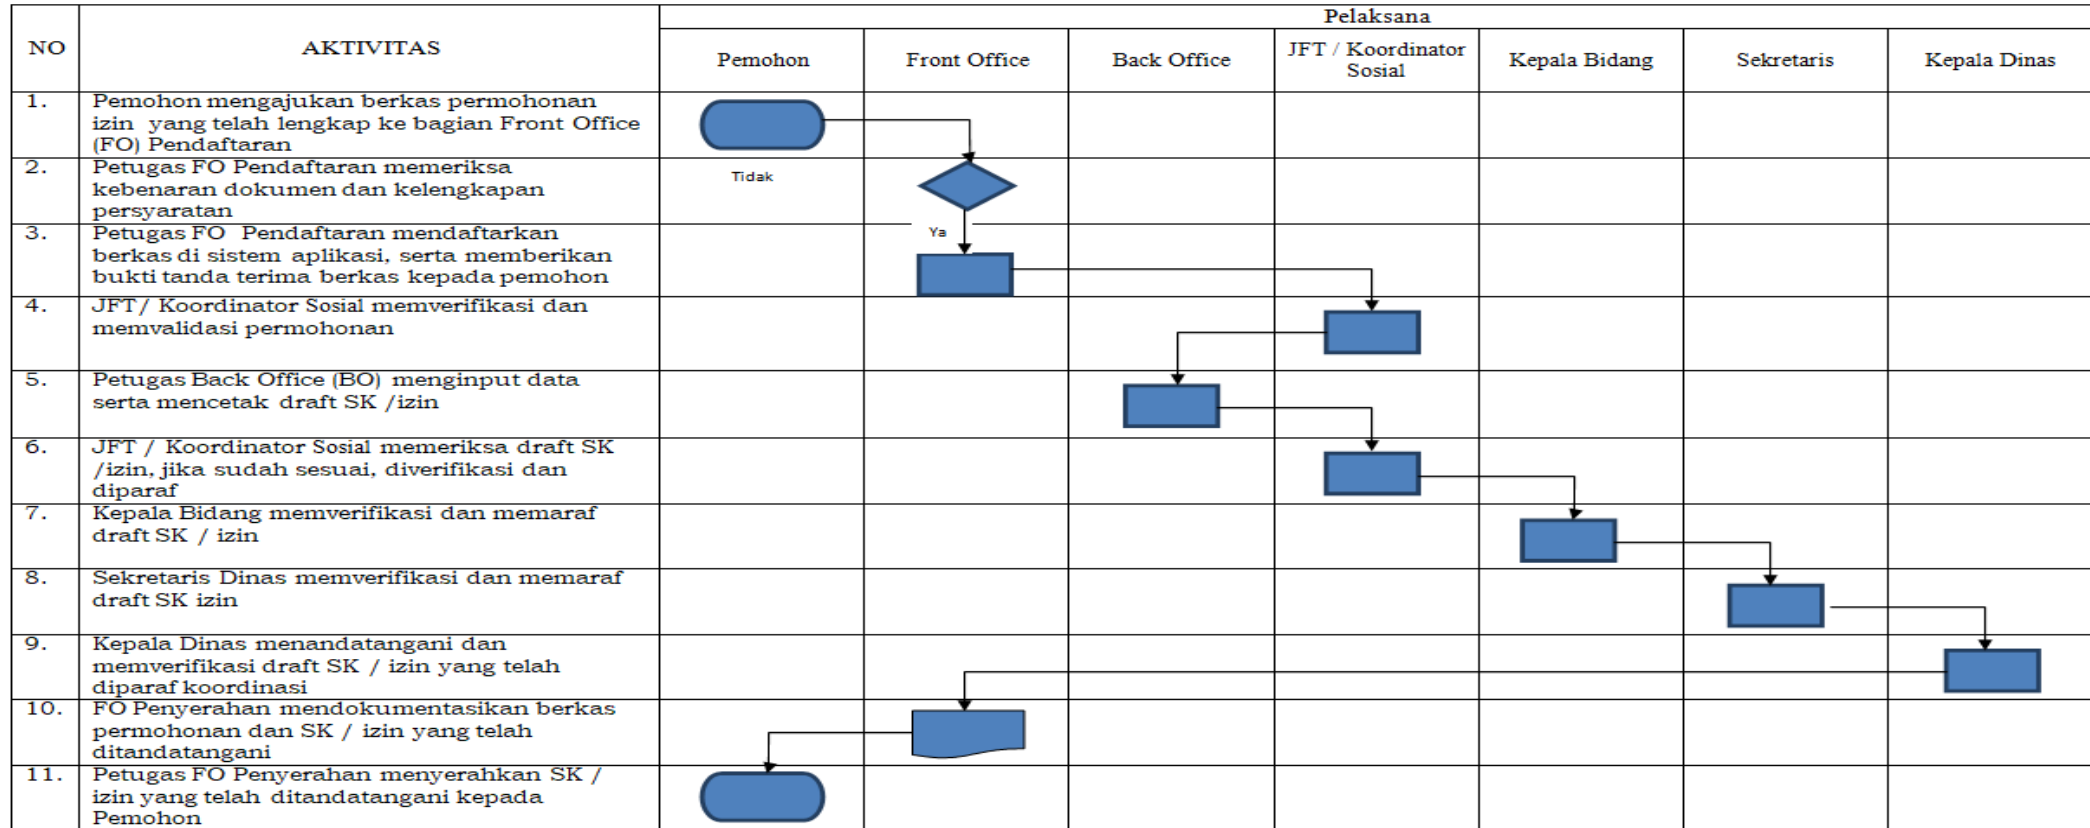 Pelaksana
NO
AKTIVITAS
Pemohon
Front Office
Back Office
JFT / Koordinator
Sosial
Kepala Bidang
Sekretaris
Kepala Dinas
1.
Pemohon mengajukan berkas permohonan
izin yang telah lengkap ke bagian Front Office
(FO) Pendaftaran
2.
Petugas FO Pendaftaran memeriksa
kebenaran dokumen dan kelengkapan
persyaratan
Tidak
3.
Petugas FO Pendaftaran mendaftarkan
berkas di sistem aplikasi, serta memberikan
bukti tanda terima berkas kepada pemohon
Ya
4.
JFT/ Koordinator Sosial memverifikasi dan
memvalidasi permohonan
5.
Petugas Back Office (BO) menginput data
serta mencetak draft SK /izin
6.
JFT / Koordinator Sosial memeriksa draft SK
/izin, jika sudah sesuai, diverifikasi dan
diparaf
7.
Kepala Bidang memverifikasi dan memaraf
draft SK / izin
8.
Sekretaris Dinas memverifikasi dan memaraf
draft SK izin
9.
Kepala Dinas menandatangani dan
memverifikasi draft SK / izin yang telah
diparaf koordinasi
10.
FO Penyerahan mendokumentasikan berkas
permohonan dan SK / izin yang telah
ditandatangani
11.
Petugas FO Penyerahan menyerahkan SK /
izin yang telah ditandatangani kepada
Pemohon